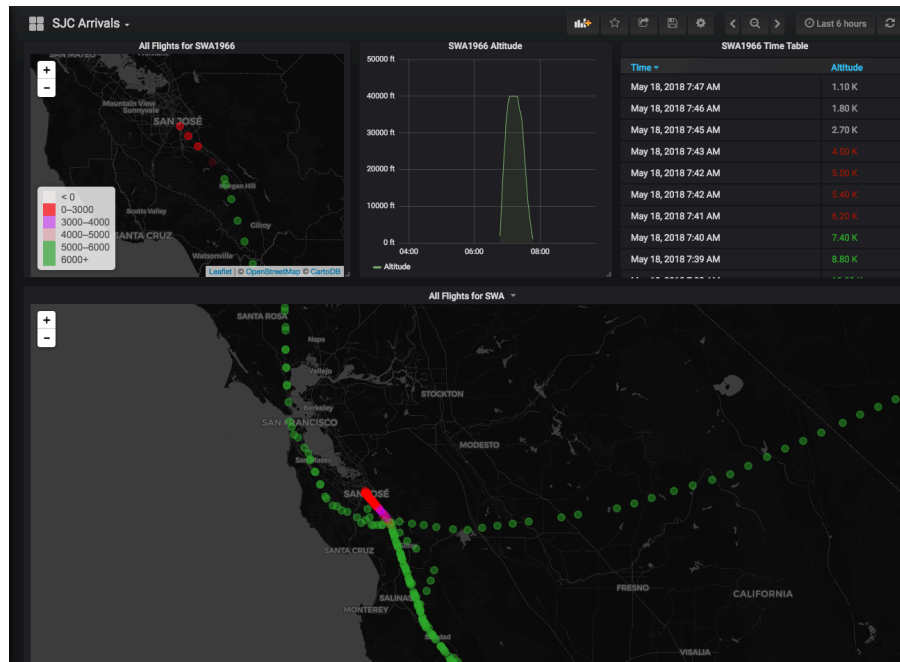 SJC Arrivals
Last 6 hours
All Flights for SWA1966
+
−
SAN MATEO
Mountain View
Sunnyvale
SAN JOSÉ
Morgan Hill
Scotts Valley
SANTA CRUZ
Gilroy
Watsonville
< 0
0–3000
3000–4000
4000–5000
5000–6000
6000+
Leaflet | © OpenStreetMap © CartoDB
SWA1966 Altitude
50000 ft
40000 ft
30000 ft
20000 ft
10000 ft
0 ft
04:00 06:00 08:00
Altitude
SWA1966 Time Table
Time Altitude
May 18, 2018 7:47 AM 1.10 K
May 18, 2018 7:46 AM 1.80 K
May 18, 2018 7:45 AM 2.70 K
May 18, 2018 7:43 AM 4.00 K
May 18, 2018 7:42 AM 5.00 K
May 18, 2018 7:42 AM 5.40 K
May 18, 2018 7:41 AM 6.20 K
May 18, 2018 7:40 AM 7.40 K
May 18, 2018 7:39 AM 8.80 K
All Flights for SWA
+
−
SANTA ROSA
Napa
Vallejo
STOCKTON
Berkeley
SAN FRANCISCO
MODESTO
San Mateo
SAN JOSÉ
SANTA CRUZ
Gilroy
FRESNO
CALIFORNIA
SALINAS
MONTEREY
Soledad
VISALIA